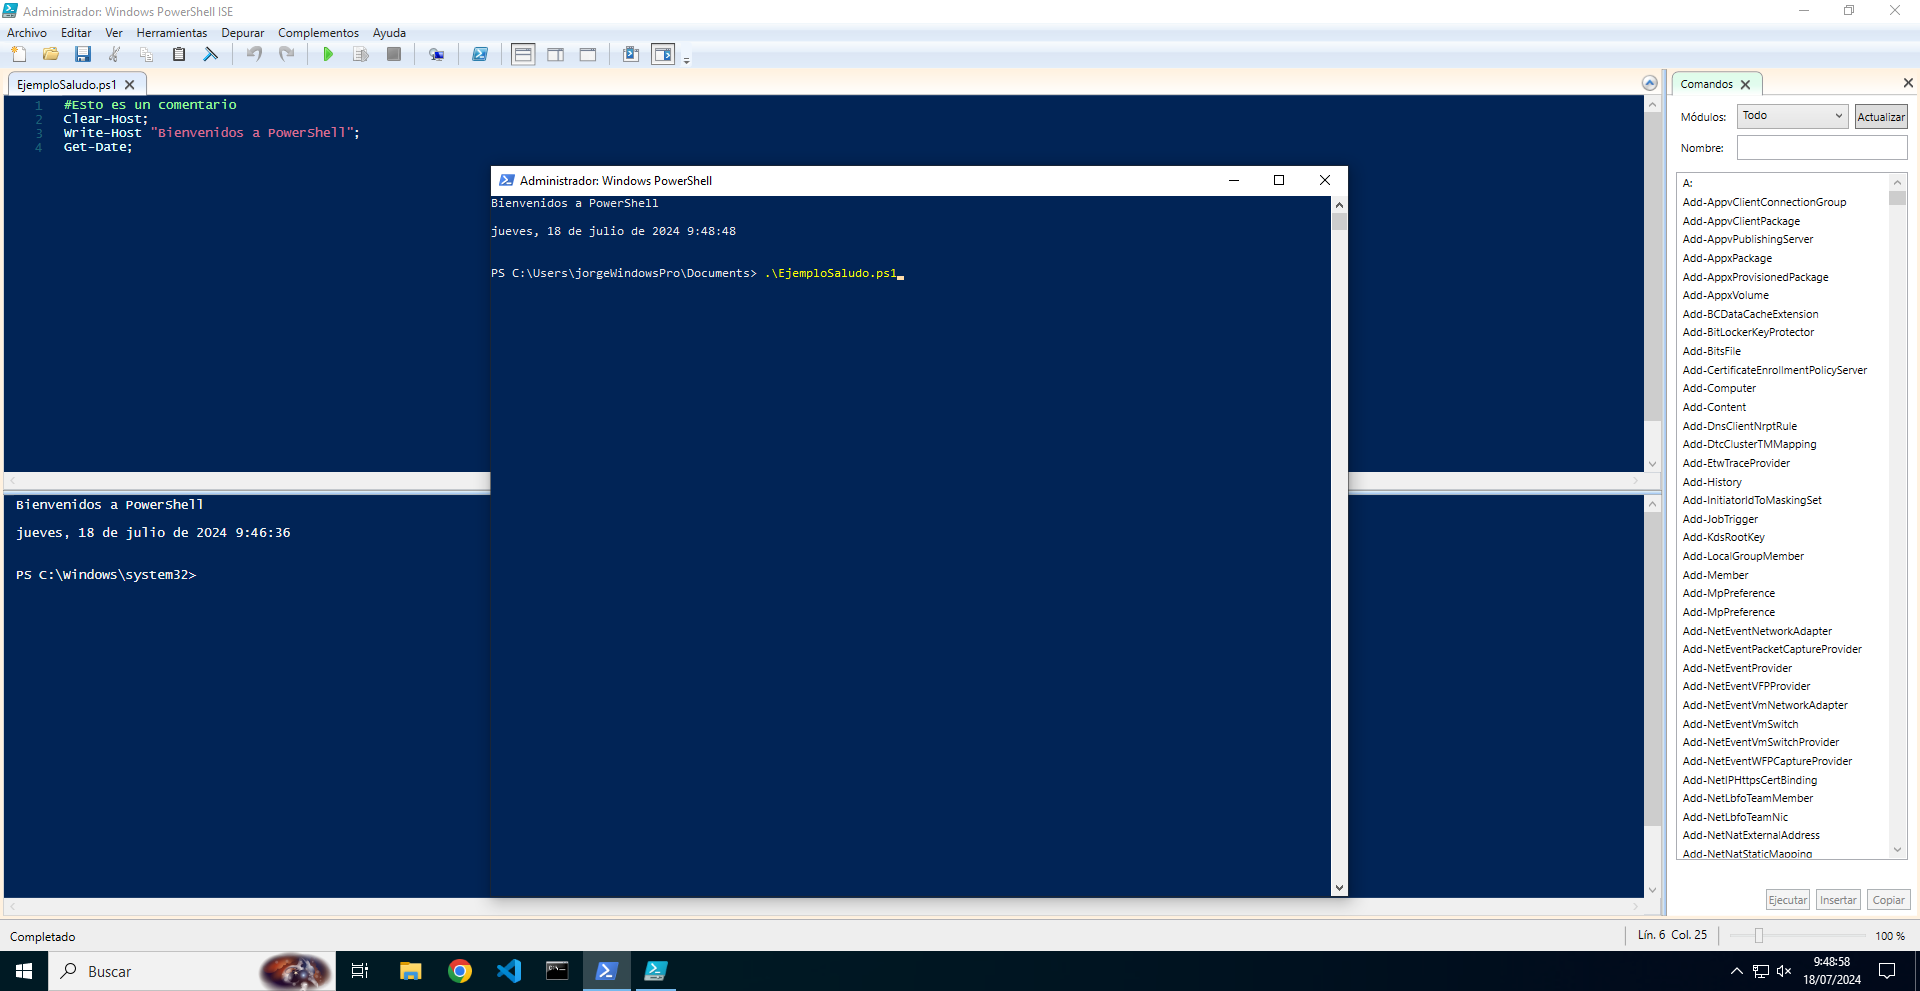 Administrador: Windows PowerShell ISE
Archivo Editar Ver Herramientas Depurar Complementos Ayuda
EjemploSaludo.ps1
1 #Esto es un comentario
2 Clear-Host;
3 Write-Host "Bienvenidos a PowerShell";
4 Get-Date;
Administrador: Windows PowerShell
Bienvenidos a PowerShell
jueves, 18 de julio de 2024 9:48:48
PS C:\Users\jorgeWindowsPro\Documents> .\EjemploSaludo.ps1
Bienvenidos a PowerShell
jueves, 18 de julio de 2024 9:46:36
PS C:\Windows\system32>
Comandos
Módulos: Todo Actualizar
Nombre:
A:
Add-AppvClientConnectionGroup
Add-AppvClientPackage
Add-AppvPublishingServer
Add-AppxPackage
Add-AppxProvisionedPackage
Add-AppxVolume
Add-BCDataCacheExtension
Add-BitLockerKeyProtector
Add-BitsFile
Add-CertificateEnrollmentPolicyServer
Add-Computer
Add-Content
Add-DnsClientNrptRule
Add-DtcClusterTMMapping
Add-EtwTraceProvider
Add-History
Add-InitiatorIdToMaskingSet
Add-JobTrigger
Add-KdsRootKey
Add-LocalGroupMember
Add-Member
Add-MpPreference
Add-MpPreference
Add-NetEventNetworkAdapter
Add-NetEventPacketCaptureProvider
Add-NetEventProvider
Add-NetEventVFPProvider
Add-NetEventVmNetworkAdapter
Add-NetEventVmSwitch
Add-NetEventVmSwitchProvider
Add-NetEventWFPCaptureProvider
Add-NetIPHttpsCertBinding
Add-NetLbfoTeamMember
Add-NetLbfoTeamNic
Add-NetNatExternalAddress
Add-NetNatStaticMapping
Ejecutar Insertar Copiar
Completado
Lín. 6 Col. 25
100 %
Buscar
9:48:58
18/07/2024